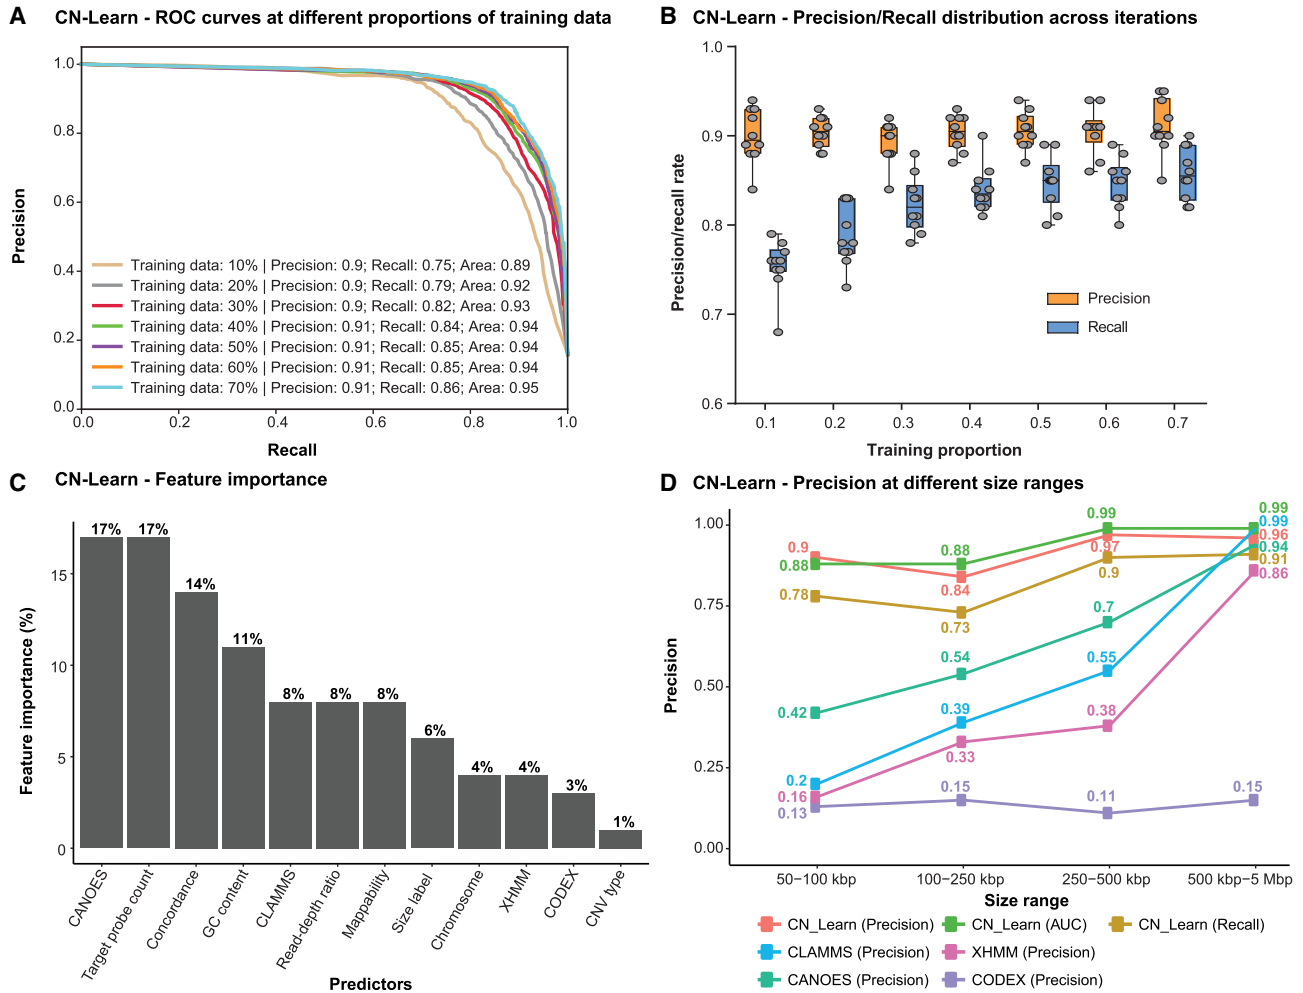 A CN-Learn - ROC curves at different proportions of training data
1.0
0.8
0.6
0.4
0.2
0.0
Precision
Training data: 10% | Precision: 0.9; Recall: 0.75; Area: 0.89
Training data: 20% | Precision: 0.9; Recall: 0.79; Area: 0.92
Training data: 30% | Precision: 0.9; Recall: 0.82; Area: 0.93
Training data: 40% | Precision: 0.91; Recall: 0.84; Area: 0.94
Training data: 50% | Precision: 0.91; Recall: 0.85; Area: 0.94
Training data: 60% | Precision: 0.91; Recall: 0.85; Area: 0.94
Training data: 70% | Precision: 0.91; Recall: 0.86; Area: 0.95
0.0 0.2 0.4 0.6 0.8 1.0
Recall
B CN-Learn - Precision/Recall distribution across iterations
1.0
0.9
0.8
0.7
0.6
Precision/recall rate
Precision
Recall
0.1 0.2 0.3 0.4 0.5 0.6 0.7
Training proportion
C CN-Learn - Feature importance
15
10
5
0
Feature importance (%)
17% 17% 14% 11% 8% 8% 8% 6% 4% 4% 3% 1%
CANOES
Target probe count
Concordance
GC content
CLAMMS
Read-depth ratio
Mappability
Size label
Chromosome
XHMM
CODEX
CNV type
Predictors
D CN-Learn - Precision at different size ranges
1.00
0.75
0.50
0.25
0.00
Precision
0.9
0.88
0.78
0.42
0.2
0.16
0.13
0.88
0.84
0.73
0.54
0.39
0.33
0.15
0.99
0.97
0.9
0.7
0.55
0.38
0.11
0.99
0.99
0.96
0.94
0.91
0.86
0.15
50−100 kbp 100−250 kbp 250−500 kbp 500 kbp−5 Mbp
Size range
CN_Learn (Precision) CN_Learn (AUC) CN_Learn (Recall)
CLAMMS (Precision) XHMM (Precision)
CANOES (Precision) CODEX (Precision)